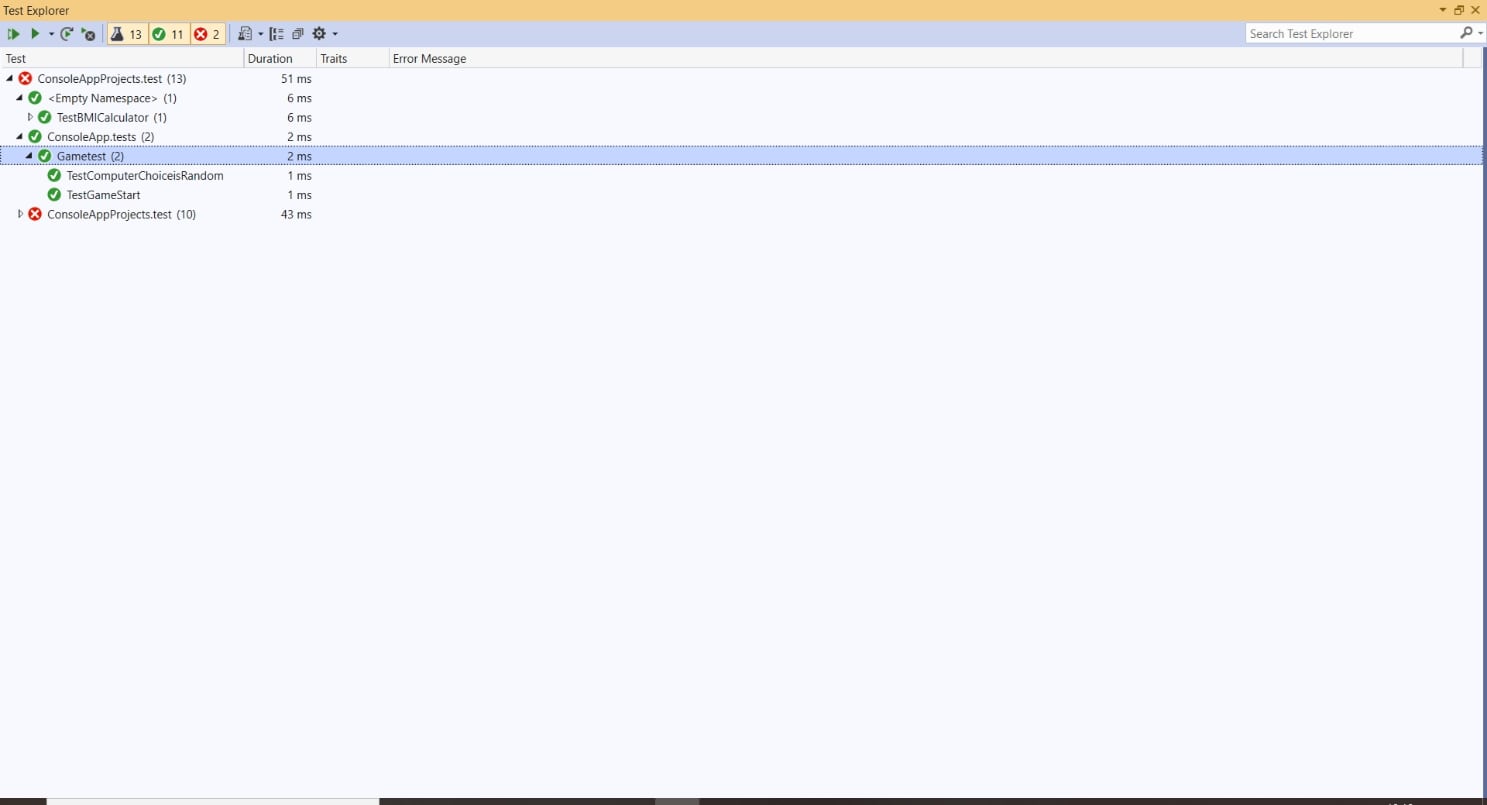 Test Explorer
13 11 2 Search Test Explorer
Test Duration Traits Error Message
ConsoleAppProjects.test (13) 51 ms
<Empty Namespace> (1) 6 ms
TestBMICalculator (1) 6 ms
ConsoleApp.tests (2) 2 ms
Gametest (2) 2 ms
TestComputerChoiceisRandom 1 ms
TestGameStart 1 ms
ConsoleAppProjects.test (10) 43 ms